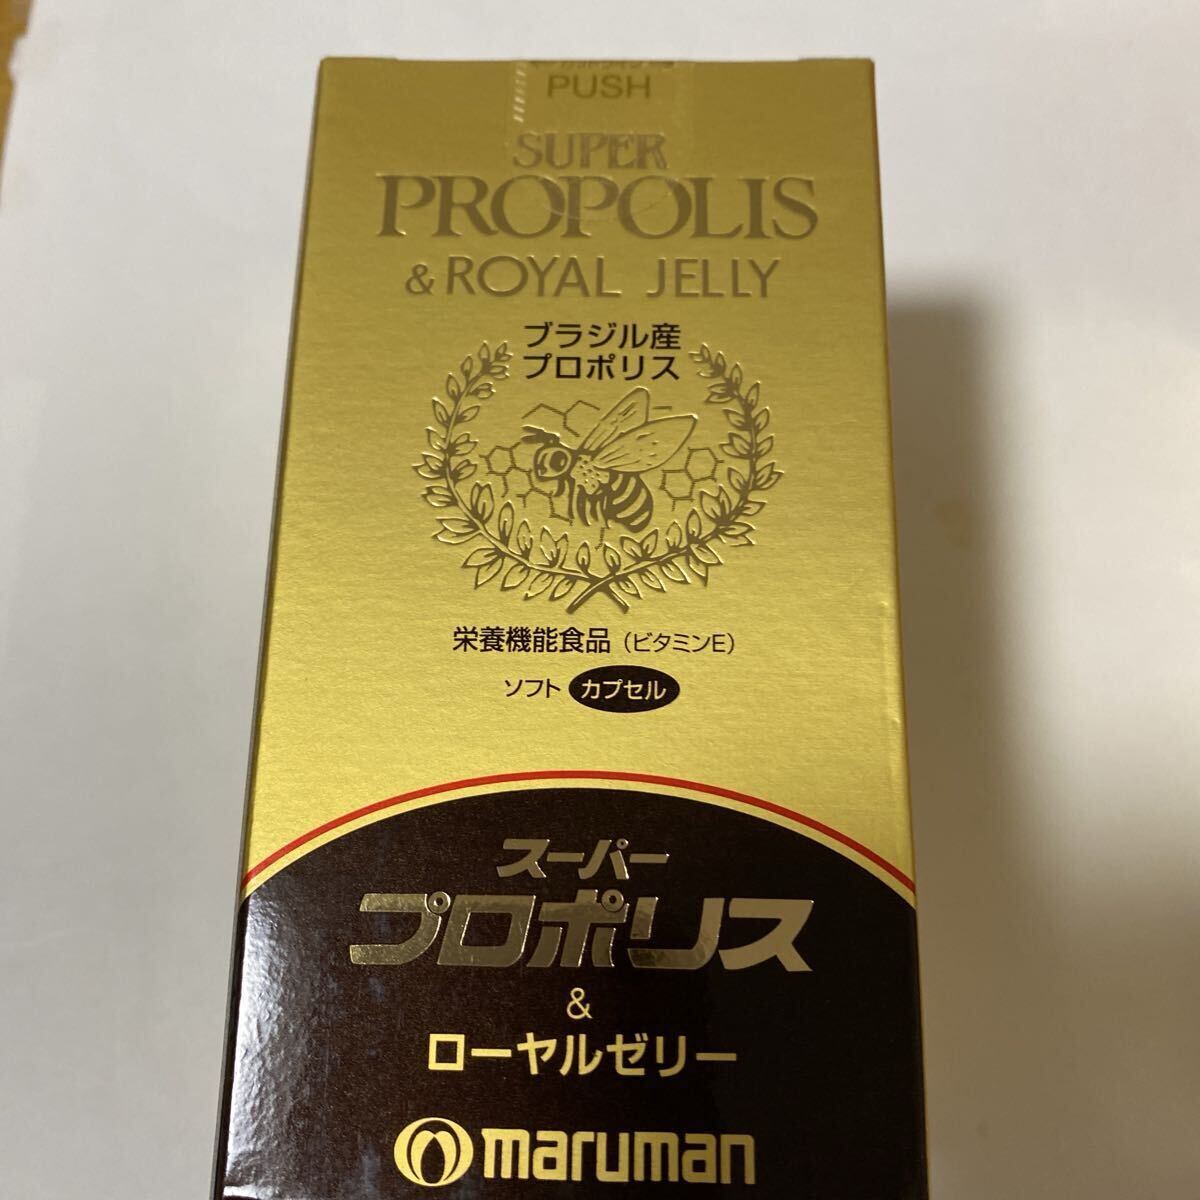 PUSH
SUPER
PROPOLIS
& ROYAL JELLY
ブラジル産
プロポリス
栄養機能食品（ビタミンE）
ソフト カプセル
スーパー
プロポリス
&
ローヤルゼリー
maruman